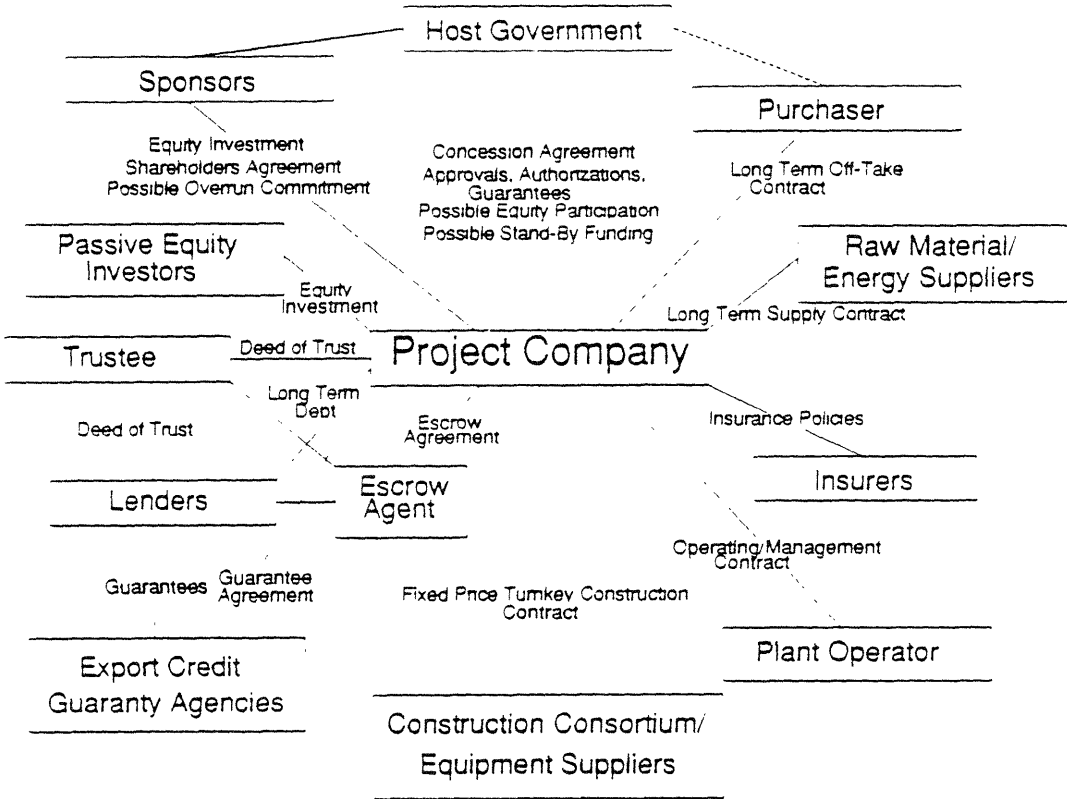 Host Government
Sponsors
Purchaser
Equity Investment
Shareholders Agreement
Possible Overrun Commitment
Concession Agreement
Approvals, Authorizations,
Guarantees
Possible Equity Participation
Possible Stand-By Funding
Long Term Off-Take
Contract
Passive Equity
Investors
Raw Material/
Energy Suppliers
Equity
Investment
Long Term Supply Contract
Trustee
Deed of Trust
Project Company
Long Term
Debt
Deed of Trust
Escrow
Agreement
Insurance Policies
Lenders
Escrow
Agent
Insurers
Operating/Management
Contract
Guarantees
Guarantee
Agreement
Fixed Price Turnkey Construction
Contract
Export Credit
Guaranty Agencies
Plant Operator
Construction Consortium/
Equipment Suppliers